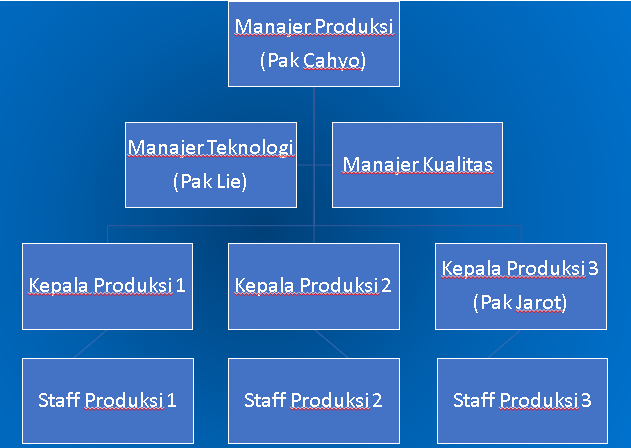 Manajer Produksi
(Pak Cahyo)
Manajer Teknologi
(Pak Lie)
Manajer Kualitas
Kepala Produksi 1
Kepala Produksi 2
Kepala Produksi 3
(Pak Jarot)
Staff Produksi 1
Staff Produksi 2
Staff Produksi 3